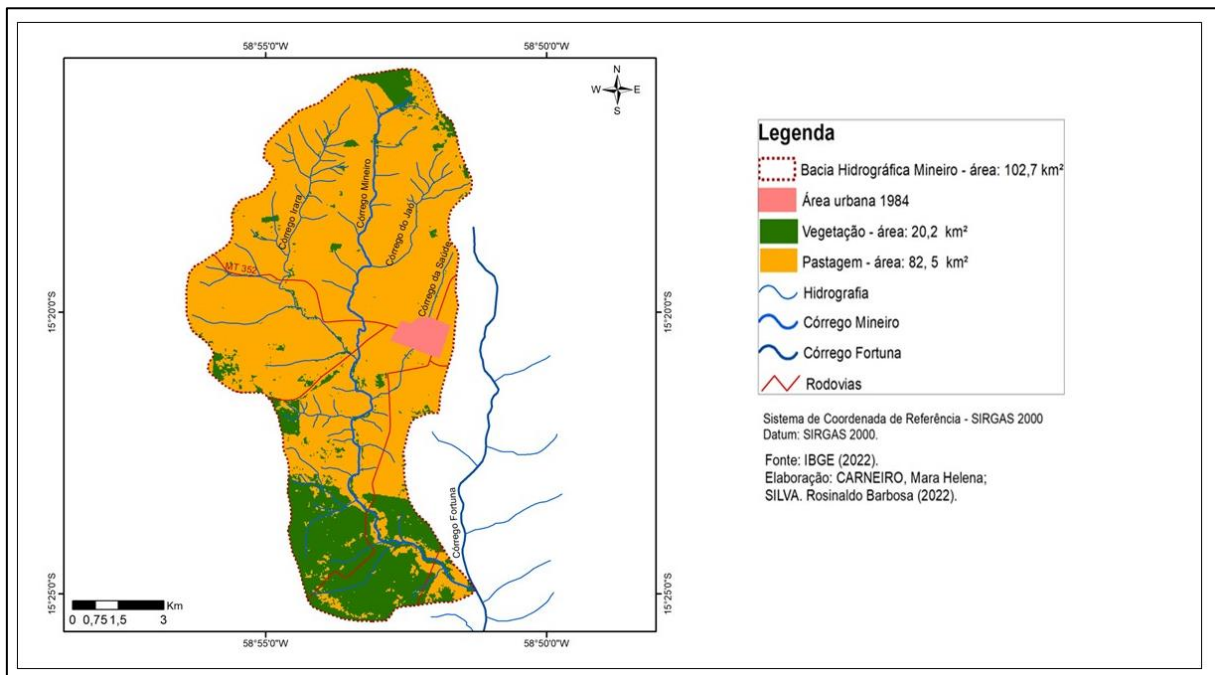 58°55'0"W
58°50'0"W
N
W
E
S
Córrego Irara
Córrego Mineiro
Córrego do Jaó
Córrego da Saúde
MT 352
15°20'0"S
15°20'0"S
Córrego Fortuna
15°25'0"S
15°25'0"S
Km
0 0,75 1,5 3
58°55'0"W
58°50'0"W
Legenda
Bacia Hidrográfica Mineiro - área: 102,7 km²
Área urbana 1984
Vegetação - área: 20,2 km²
Pastagem - área: 82, 5 km²
Hidrografia
Córrego Mineiro
Córrego Fortuna
Rodovias
Sistema de Coordenada de Referência - SIRGAS 2000
Datum: SIRGAS 2000.
Fonte: IBGE (2022).
Elaboração: CARNEIRO, Mara Helena;
SILVA. Rosinaldo Barbosa (2022).